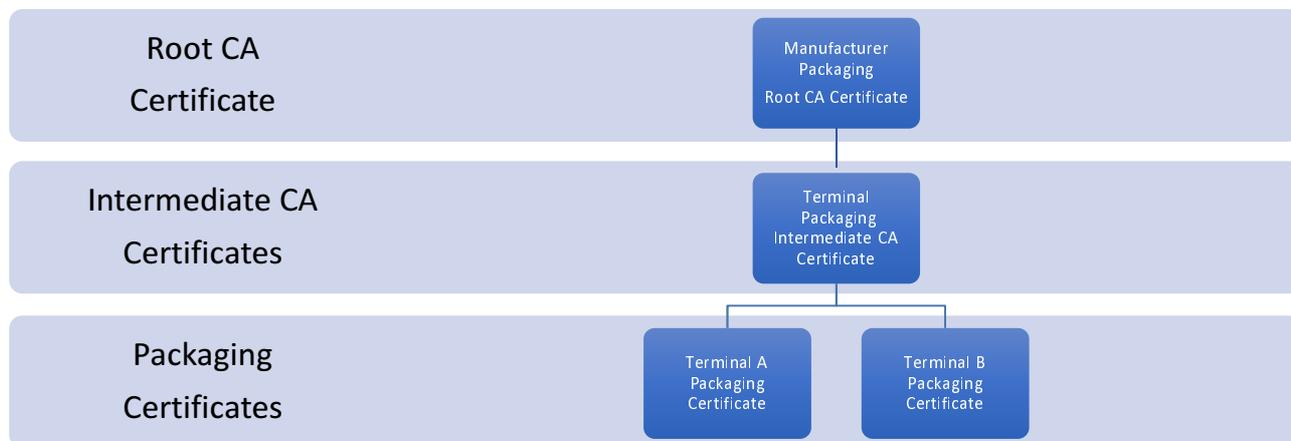 Root CA
Certificate
Manufacturer
Packaging
Root CA Certificate
Intermediate CA
Certificates
Terminal
Packaging
Intermediate CA
Certificate
Packaging
Certificates
Terminal A
Packaging
Certificate
Terminal B
Packaging
Certificate